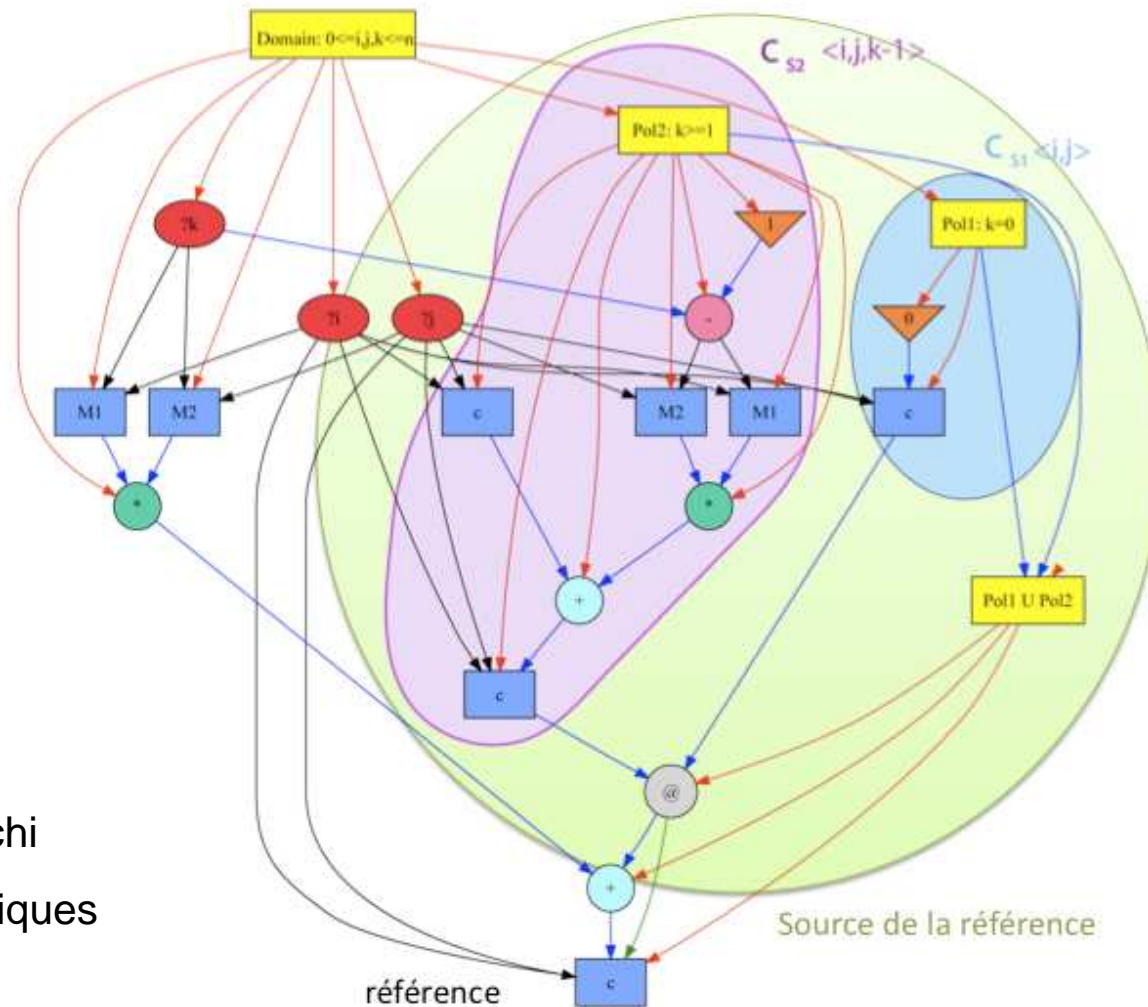 Domain: 0<=i,j,k<=n
C S2 <i,j,k-1>
Pol2: k>=1
C S1 <i,j>
?k
1
Pol1: k=0
?i
?j
-
0
M1
M2
c
M2
M1
c
*
*
+
Pol1 U Pol2
c
@
chi
iques
+
Source de la référence
c
référence